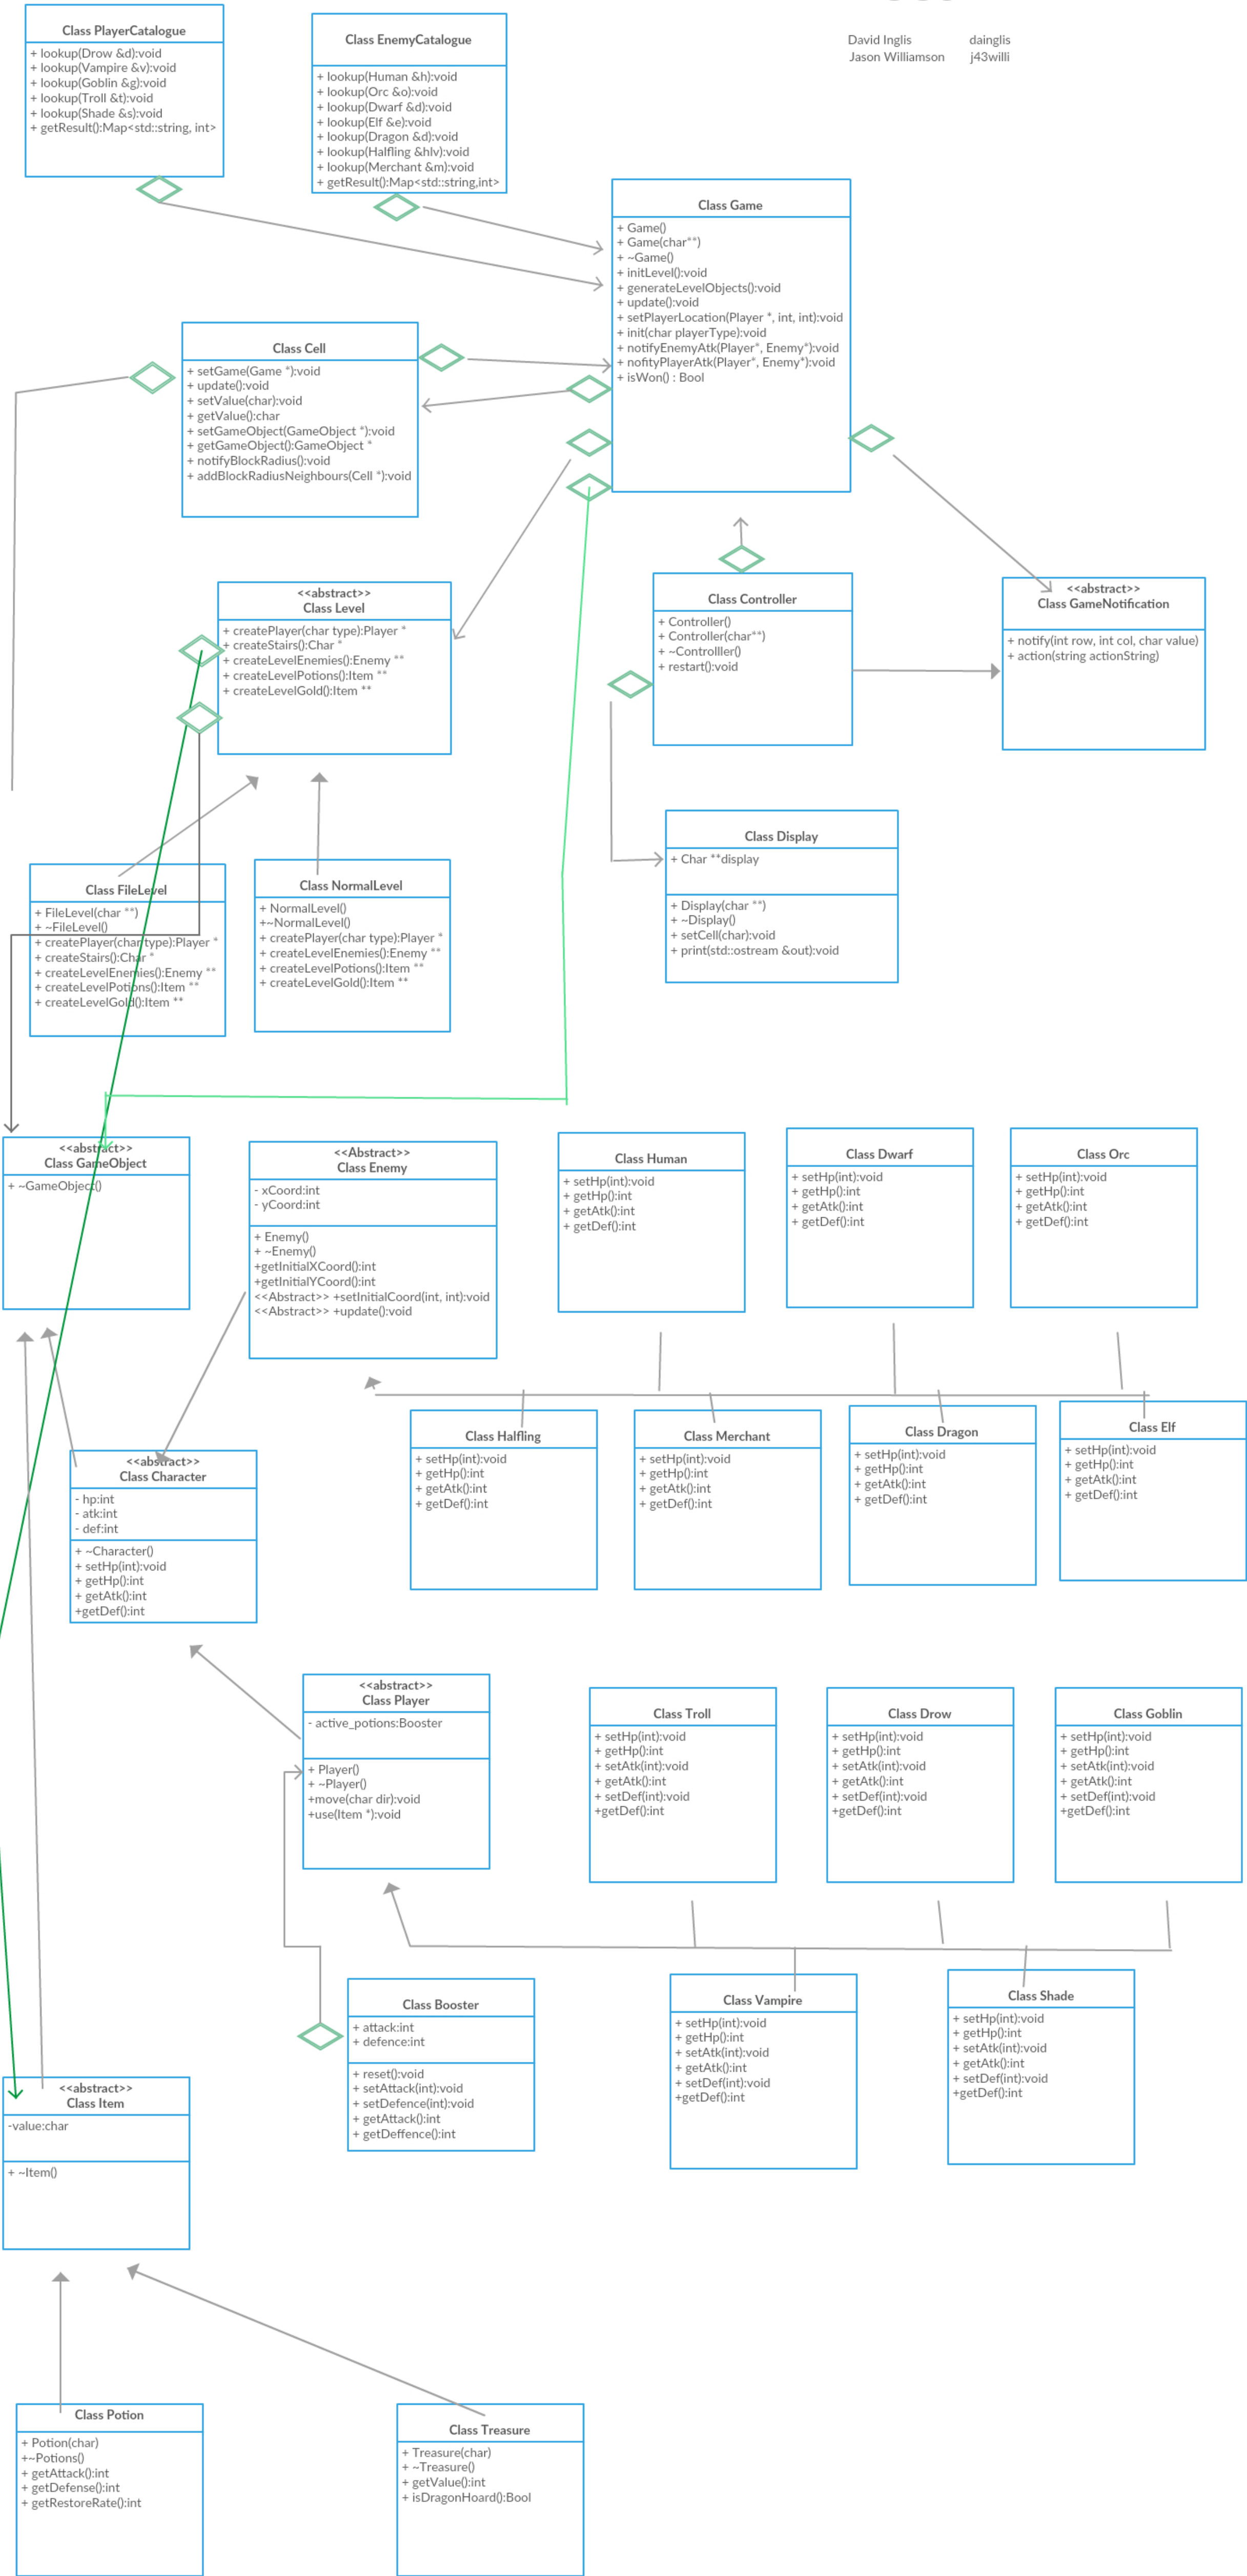 David Inglis dainglis
Jason Williamson j43willi
Class PlayerCatalogue
+ lookup(Drow &d):void
+ lookup(Vampire &v):void
+ lookup(Goblin &g):void
+ lookup(Troll &t):void
+ lookup(Shade &s):void
+ getResult():Map<std::string, int>
Class EnemyCatalogue
+ lookup(Human &h):void
+ lookup(Orc &o):void
+ lookup(Dwarf &d):void
+ lookup(Elf &e):void
+ lookup(Dragon &d):void
+ lookup(Halfling &hlv):void
+ lookup(Merchant &m):void
+ getResult():Map<std::string,int>
Class Game
+ Game()
+ Game(char**)
+ ~Game()
+ initLevel():void
+ generateLevelObjects():void
+ update():void
+ setPlayerLocation(Player *, int, int):void
+ init(char playerType):void
+ notifyEnemyAtk(Player*, Enemy*):void
+ nofityPlayerAtk(Player*, Enemy*):void
+ isWon() : Bool
Class Cell
+ setGame(Game *):void
+ update():void
+ setValue(char):void
+ getValue():char
+ setGameObject(GameObject *):void
+ getGameObject():GameObject *
+ notifyBlockRadius():void
+ addBlockRadiusNeighbours(Cell *):void
<<abstract>>
Class Level
+ createPlayer(char type):Player *
+ createStairs():Char *
+ createLevelEnemies():Enemy **
+ createLevelPotions():Item **
+ createLevelGold():Item **
Class Controller
+ Controller()
+ Controller(char**)
+ ~Controlller()
+ restart():void
<<abstract>>
Class GameNotification
+ notify(int row, int col, char value)
+ action(string actionString)
Class Display
+ Char **display
+ Display(char **)
+ ~Display()
+ setCell(char):void
+ print(std::ostream &out):void
Class FileLevel
+ FileLevel(char **)
+ ~FileLevel()
+ createPlayer(char type):Player *
+ createStairs():Char *
+ createLevelEnemies():Enemy **
+ createLevelPotions():Item **
+ createLevelGold():Item **
Class NormalLevel
+ NormalLevel()
+~NormalLevel()
+ createPlayer(char type):Player *
+ createLevelEnemies():Enemy **
+ createLevelPotions():Item **
+ createLevelGold():Item **
<<abstract>>
Class GameObject
+ ~GameObject()
<<Abstract>>
Class Enemy
- xCoord:int
- yCoord:int
+ Enemy()
+ ~Enemy()
+getInitialXCoord():int
+getInitialYCoord():int
<<Abstract>> +setInitialCoord(int, int):void
<<Abstract>> +update():void
Class Human
+ setHp(int):void
+ getHp():int
+ getAtk():int
+ getDef():int
Class Dwarf
+ setHp(int):void
+ getHp():int
+ getAtk():int
+ getDef():int
Class Orc
+ setHp(int):void
+ getHp():int
+ getAtk():int
+ getDef():int
Class Halfling
+ setHp(int):void
+ getHp():int
+ getAtk():int
+ getDef():int
Class Merchant
+ setHp(int):void
+ getHp():int
+ getAtk():int
+ getDef():int
Class Dragon
+ setHp(int):void
+ getHp():int
+ getAtk():int
+ getDef():int
Class Elf
+ setHp(int):void
+ getHp():int
+ getAtk():int
+ getDef():int
<<abstract>>
Class Character
- hp:int
- atk:int
- def:int
+ ~Character()
+ setHp(int):void
+ getHp():int
+ getAtk():int
+getDef():int
<<abstract>>
Class Player
- active_potions:Booster
+ Player()
+ ~Player()
+move(char dir):void
+use(Item *):void
Class Troll
+ setHp(int):void
+ getHp():int
+ setAtk(int):void
+ getAtk():int
+ setDef(int):void
+getDef():int
Class Drow
+ setHp(int):void
+ getHp():int
+ setAtk(int):void
+ getAtk():int
+ setDef(int):void
+getDef():int
Class Goblin
+ setHp(int):void
+ getHp():int
+ setAtk(int):void
+ getAtk():int
+ setDef(int):void
+getDef():int
Class Booster
+ attack:int
+ defence:int
+ reset():void
+ setAttack(int):void
+ setDefence(int):void
+ getAttack():int
+ getDeffence():int
Class Vampire
+ setHp(int):void
+ getHp():int
+ setAtk(int):void
+ getAtk():int
+ setDef(int):void
+getDef():int
Class Shade
+ setHp(int):void
+ getHp():int
+ setAtk(int):void
+ getAtk():int
+ setDef(int):void
+getDef():int
<<abstract>>
Class Item
-value:char
+ ~Item()
Class Potion
+ Potion(char)
+~Potions()
+ getAttack():int
+ getDefense():int
+ getRestoreRate():int
Class Treasure
+ Treasure(char)
+ ~Treasure()
+ getValue():int
+ isDragonHoard():Bool